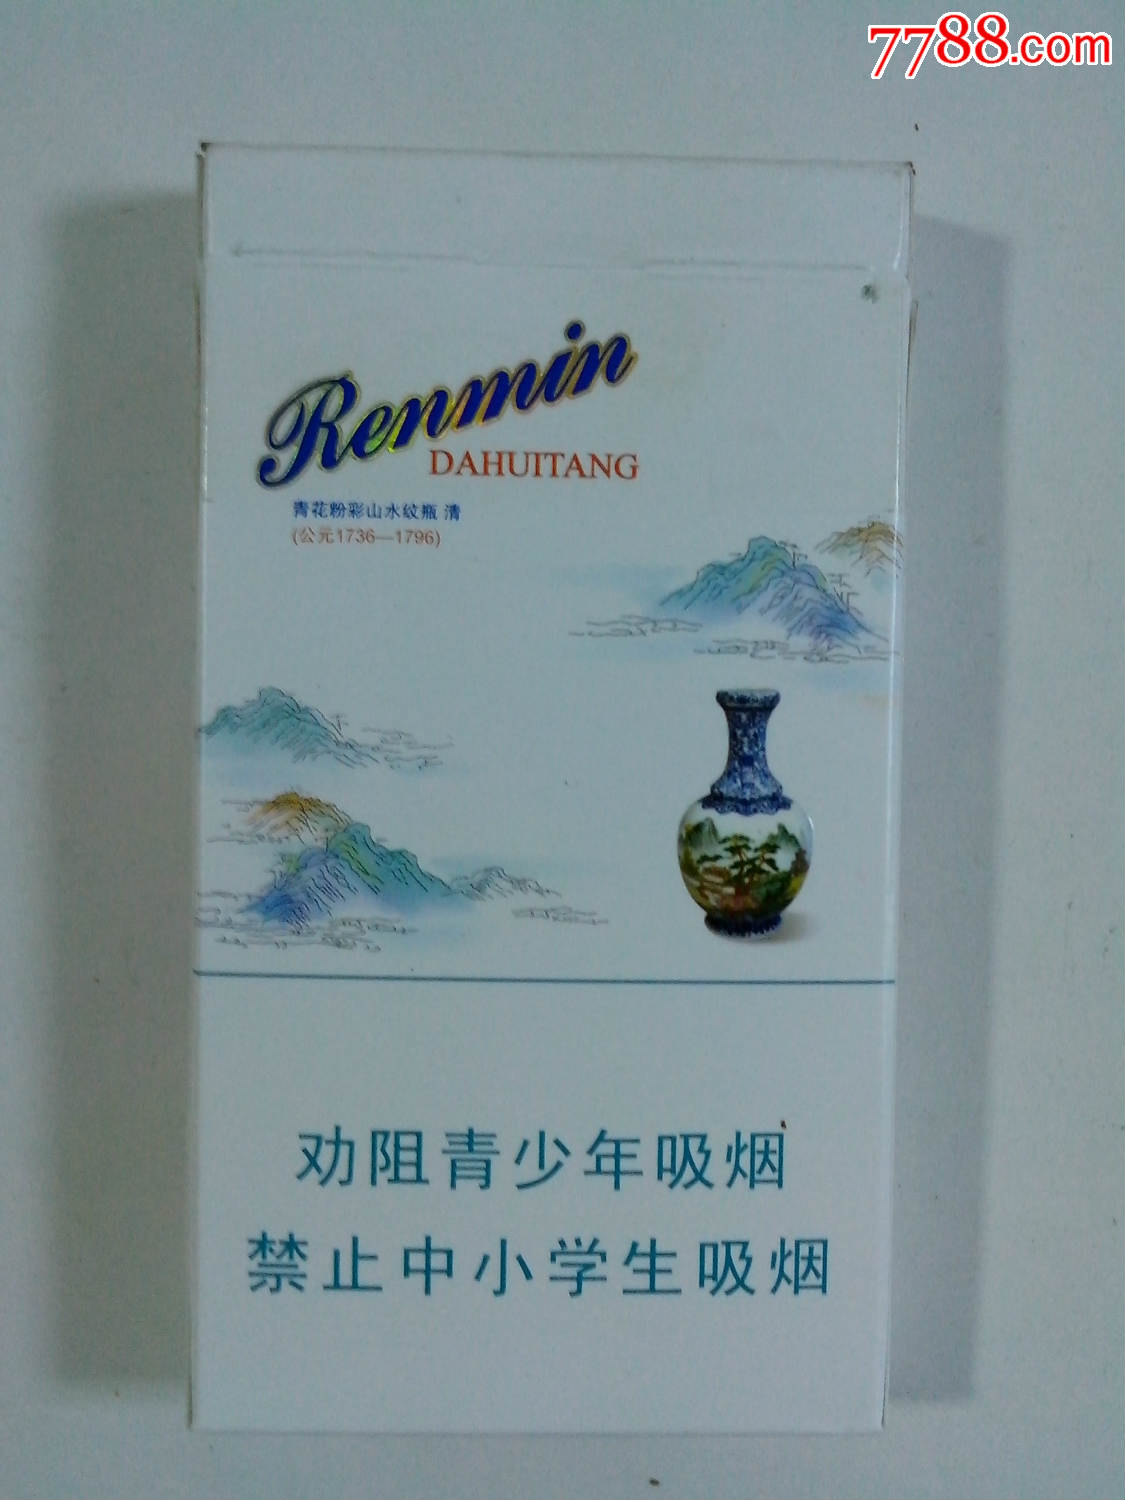 7788.com
Renmin
DAHUITANG
青花粉彩山水纹瓶 清
(公元1736—1796)
劝阻青少年吸烟
禁止中小学生吸烟